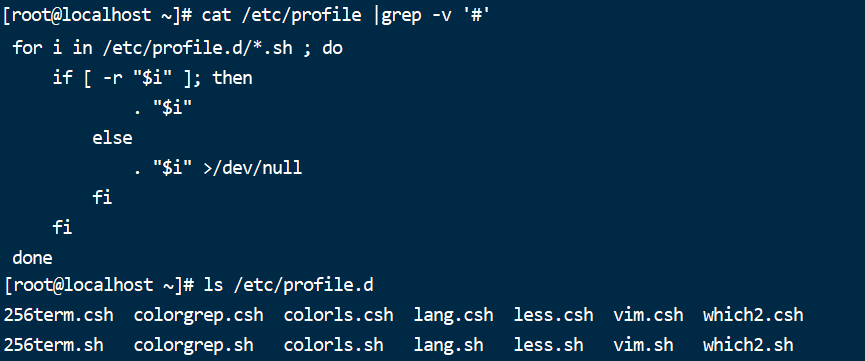 [root@localhost ~]# cat /etc/profile |grep -v '#'
for i in /etc/profile.d/*.sh ; do
if [ -r "$i" ]; then
. "$i"
else
. "$i" >/dev/null
fi
fi
done
[root@localhost ~]# ls /etc/profile.d
256term.csh colorgrep.csh colorls.csh lang.csh less.csh vim.csh which2.csh
256term.sh colorgrep.sh colorls.sh lang.sh less.sh vim.sh which2.sh